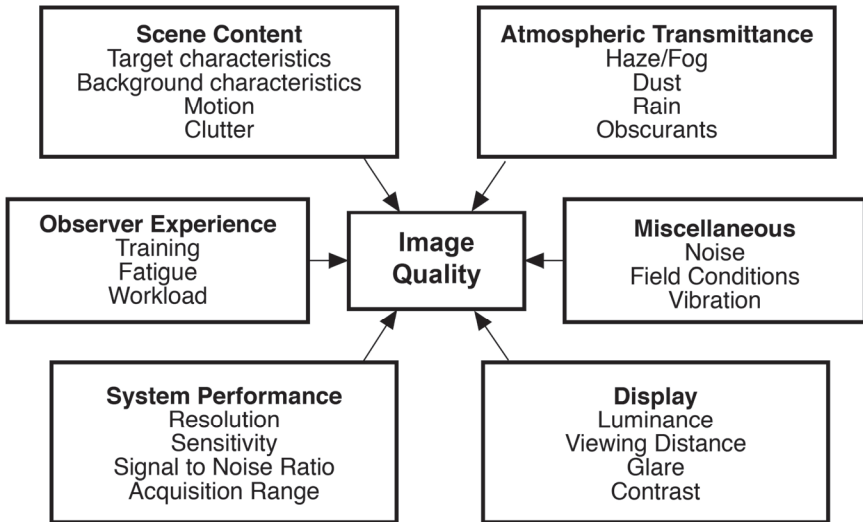 Scene Content
Target characteristics
Background characteristics
Motion
Clutter
Atmospheric Transmittance
Haze/Fog
Dust
Rain
Obscurants
Observer Experience
Training
Fatigue
Workload
Image
Quality
Miscellaneous
Noise
Field Conditions
Vibration
System Performance
Resolution
Sensitivity
Signal to Noise Ratio
Acquisition Range
Display
Luminance
Viewing Distance
Glare
Contrast